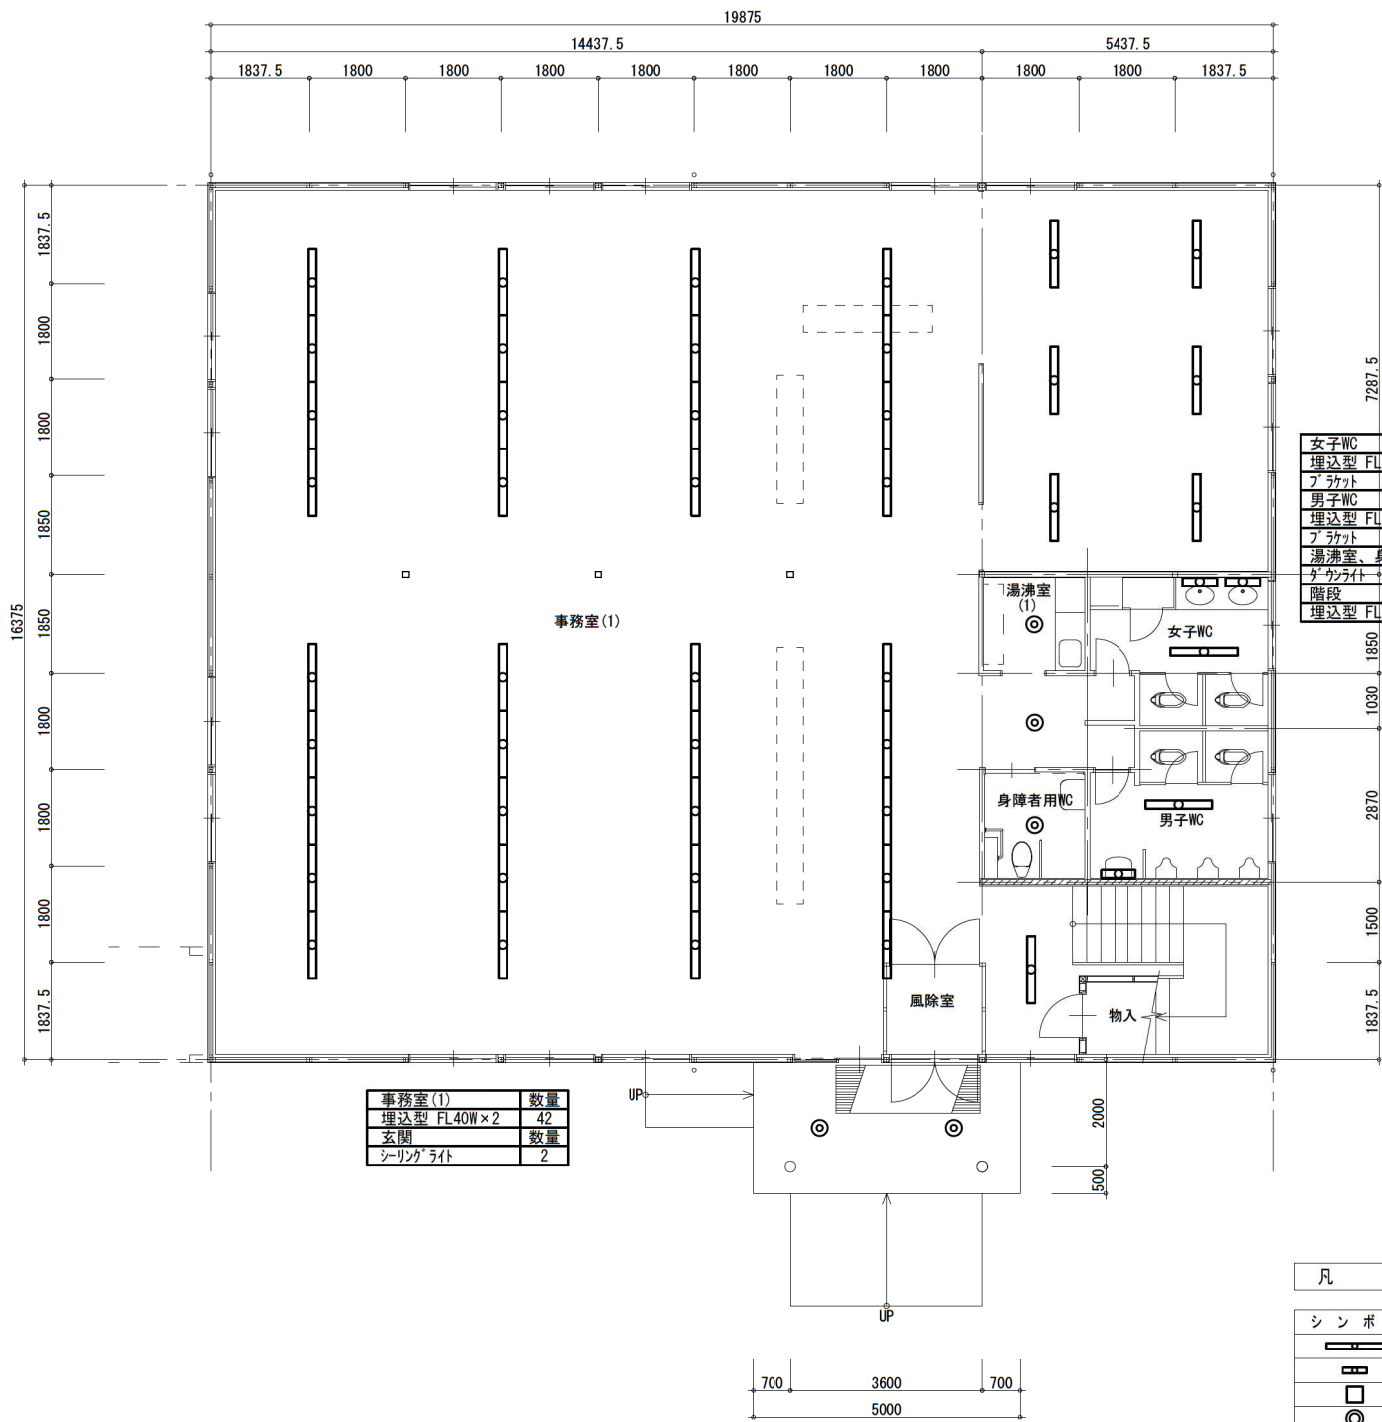 19875
14437.5 5437.5
1837.5 1800 1800 1800 1800 1800 1800 1800 1800 1800 1837.5
16375
1837.5
1800
1800
1850
1850
1800
1800
1800
1837.5
7287.5
1850
1030
2870
1500
1837.5
女子WC
埋込型 FL
ブラケット
男子WC
埋込型 FL
ブラケット
湯沸室、
ダウンライト
階段
埋込型 FL
湯沸室
(1)
事務室(1)
女子WC
身障者用WC
男子WC
風除室
物入
事務室(1) 数量
埋込型 FL40W×2 42
玄関 数量
シーリングライト 2
UP
2000
500
UP
700 3600 700
5000
凡
シ ン ボ